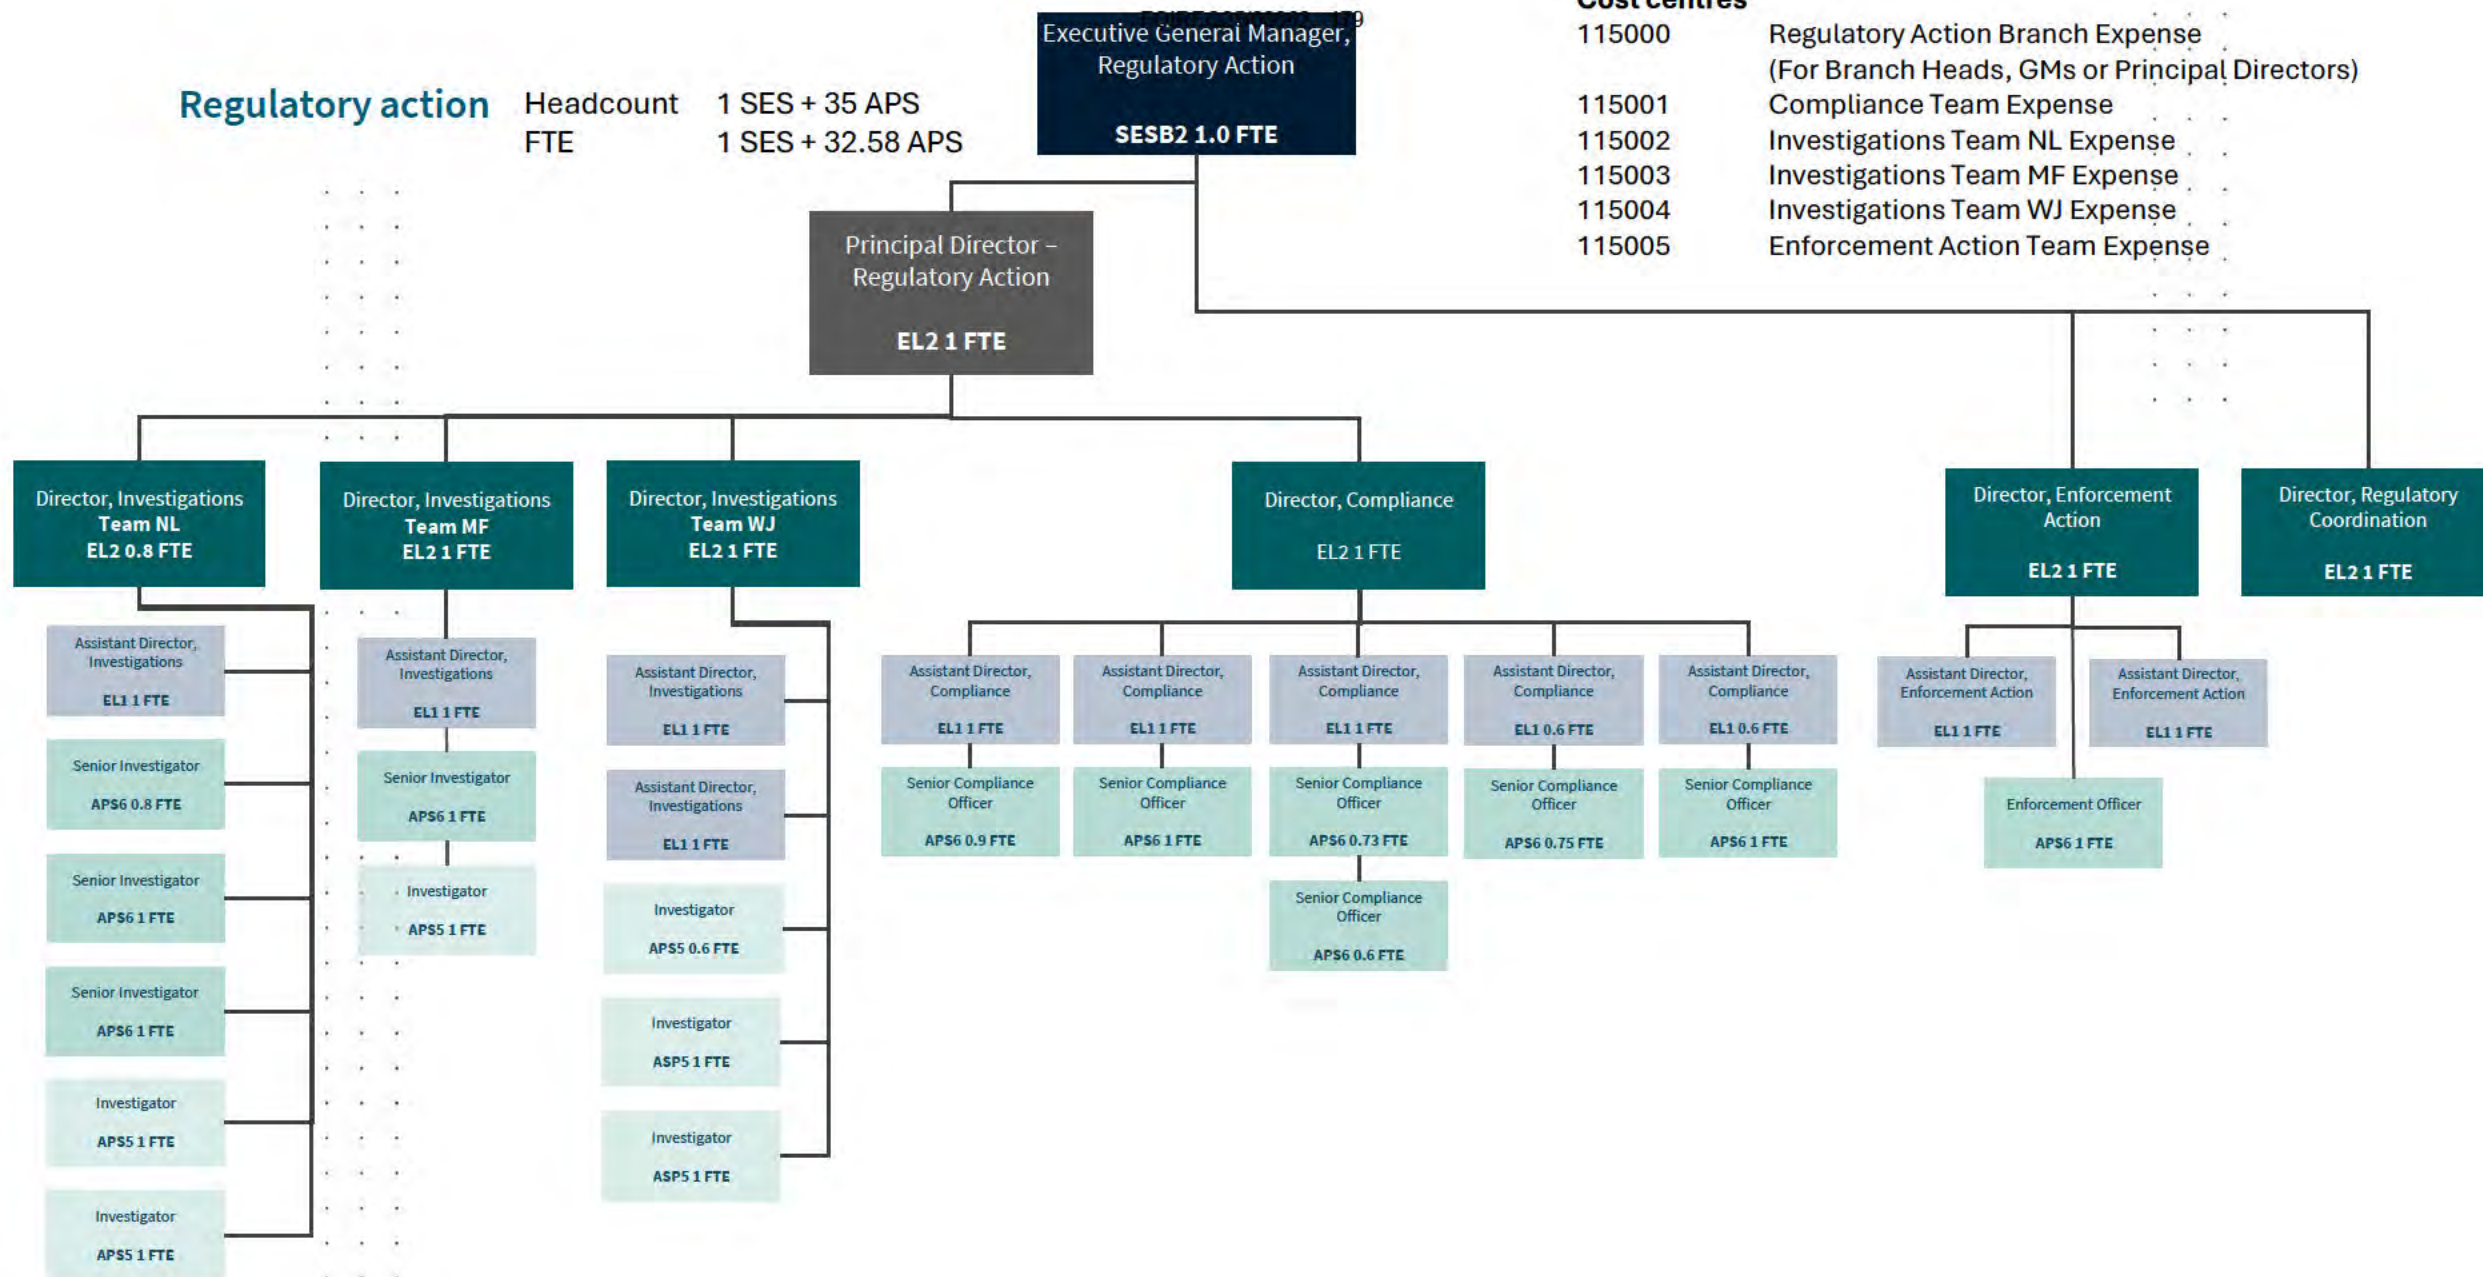 Cost centres
Executive General Manager,
Regulatory Action
SESB2 1.0 FTE
Regulatory action
Headcount 1 SES + 35 APS
FTE 1 SES + 32.58 APS
115000 Regulatory Action Branch Expense
(For Branch Heads, GMs or Principal Directors)
115001 Compliance Team Expense
115002 Investigations Team NL Expense
115003 Investigations Team MF Expense
115004 Investigations Team WJ Expense
115005 Enforcement Action Team Expense
Principal Director –
Regulatory Action
EL2 1 FTE
Director, Investigations
Team NL
EL2 0.8 FTE
Director, Investigations
Team MF
EL2 1 FTE
Director, Investigations
Team WJ
EL2 1 FTE
Director, Compliance
EL2 1 FTE
Director, Enforcement
Action
EL2 1 FTE
Director, Regulatory
Coordination
EL2 1 FTE
Assistant Director,
Investigations
EL1 1 FTE
Senior Investigator
APS6 0.8 FTE
Senior Investigator
APS6 1 FTE
Senior Investigator
APS6 1 FTE
Investigator
APS5 1 FTE
Investigator
APS5 1 FTE
Assistant Director,
Investigations
EL1 1 FTE
Senior Investigator
APS6 1 FTE
Investigator
APS5 1 FTE
Assistant Director,
Investigations
EL1 1 FTE
Assistant Director,
Investigations
EL1 1 FTE
Investigator
APS5 0.6 FTE
Investigator
ASP5 1 FTE
Investigator
ASP5 1 FTE
Assistant Director,
Compliance
EL1 1 FTE
Senior Compliance
Officer
APS6 0.9 FTE
Assistant Director,
Compliance
EL1 1 FTE
Senior Compliance
Officer
APS6 1 FTE
Assistant Director,
Compliance
EL1 1 FTE
Senior Compliance
Officer
APS6 0.73 FTE
Senior Compliance
Officer
APS6 0.6 FTE
Assistant Director,
Compliance
EL1 0.6 FTE
Senior Compliance
Officer
APS6 0.75 FTE
Assistant Director,
Compliance
EL1 0.6 FTE
Senior Compliance
Officer
APS6 1 FTE
Assistant Director,
Enforcement Action
EL1 1 FTE
Assistant Director,
Enforcement Action
EL1 1 FTE
Enforcement Officer
APS6 1 FTE